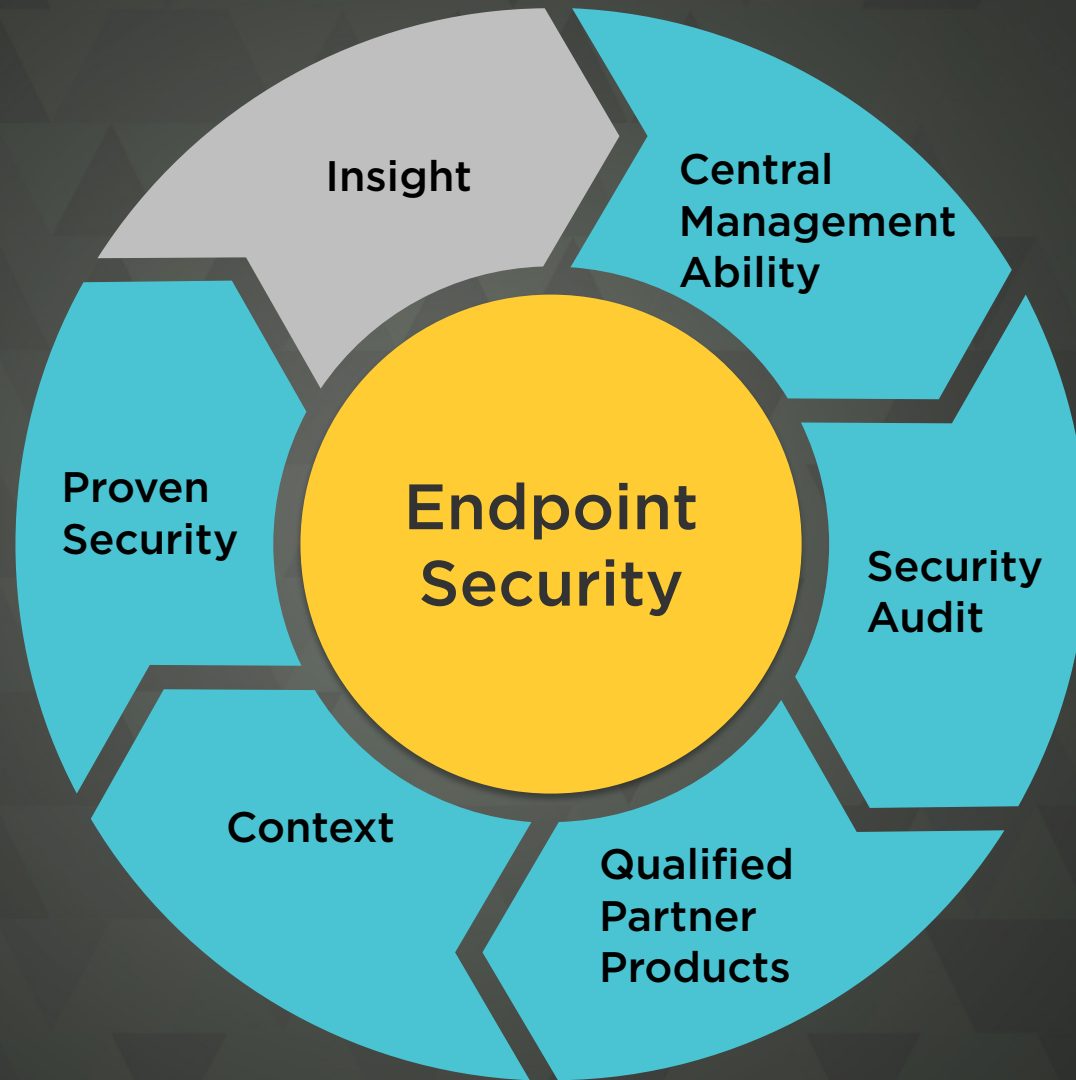 Insight
Central
Management
Ability
Security
Audit
Qualified
Partner
Products
Context
Proven
Security
Endpoint
Security